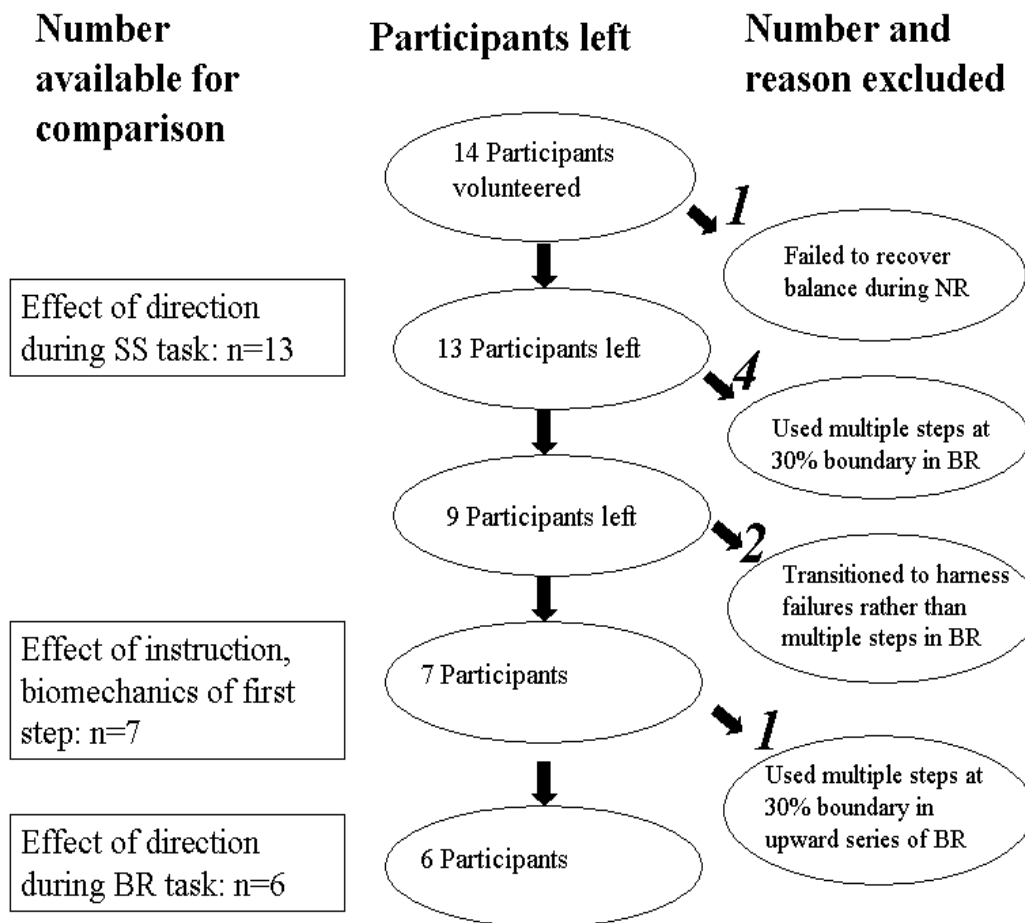 Number
available for
comparison
Participants left
Number and
reason excluded
14 Participants
volunteered
1
Failed to recover
balance during NR
Effect of direction
during SS task: n=13
13 Participants left
4
Used multiple steps at
30% boundary in BR
9 Participants left
2
Transitioned to harness
failures rather than
multiple steps in BR
Effect of instruction,
biomechanics of first
step: n=7
7 Participants
1
Used multiple steps at
30% boundary in
upward series of BR
Effect of direction
during BR task: n=6
6 Participants